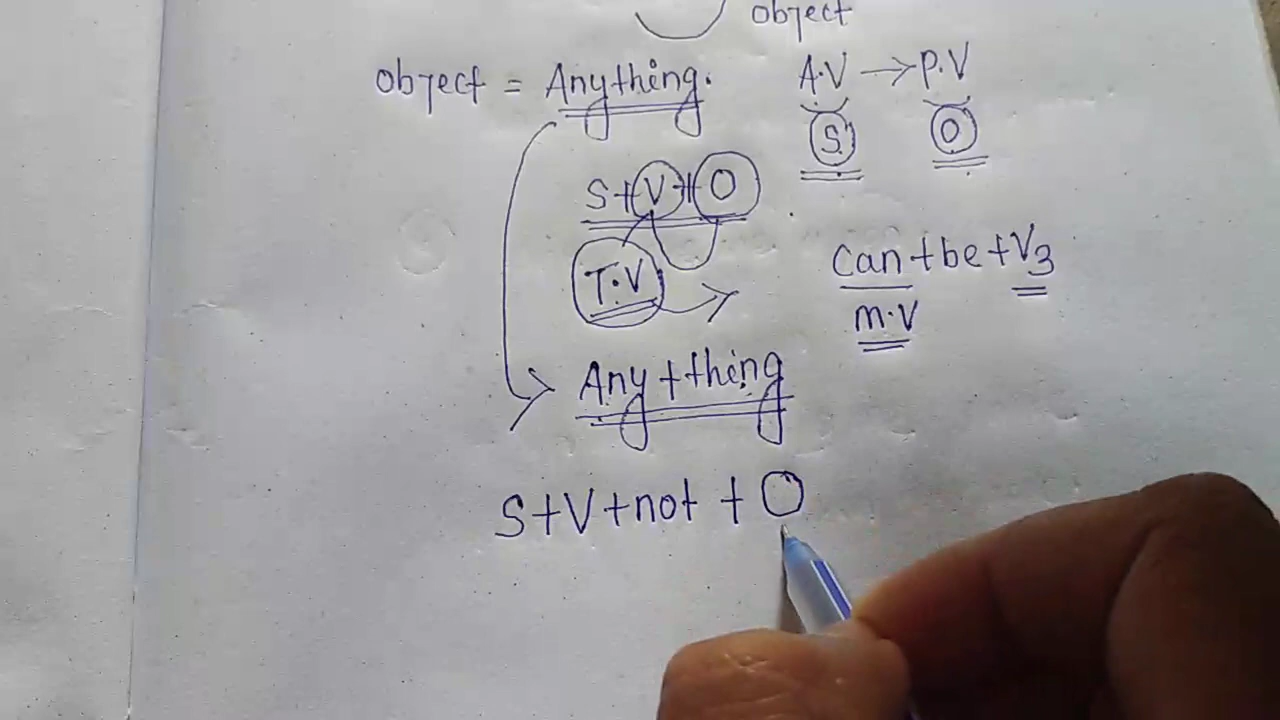 object
object = Anything.
A.V → P.V
S O
S+V+O
T.V →
can+be+V3
m.V
Any+thing
S+V+not + O